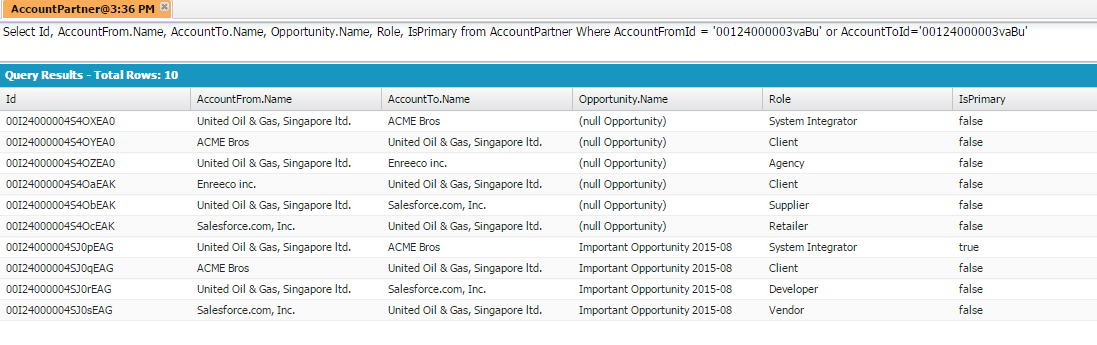 AccountPartner@3:36 PM
Select Id, AccountFrom.Name, AccountTo.Name, Opportunity.Name, Role, IsPrimary from AccountPartner Where AccountFromId = '00124000003vaBu' or AccountToId='00124000003vaBu'
Query Results - Total Rows: 10
Id AccountFrom.Name AccountTo.Name Opportunity.Name Role IsPrimary
00I24000004S4OXEA0 United Oil & Gas, Singapore ltd. ACME Bros (null Opportunity) System Integrator false
00I24000004S4OYEA0 ACME Bros United Oil & Gas, Singapore ltd. (null Opportunity) Client false
00I24000004S4OZEA0 United Oil & Gas, Singapore ltd. Enreeco inc. (null Opportunity) Agency false
00I24000004S4OaEAK Enreeco inc. United Oil & Gas, Singapore ltd. (null Opportunity) Client false
00I24000004S4ObEAK United Oil & Gas, Singapore ltd. Salesforce.com, Inc. (null Opportunity) Supplier false
00I24000004S4OcEAK Salesforce.com, Inc. United Oil & Gas, Singapore ltd. (null Opportunity) Retailer false
00I24000004SJ0pEAG United Oil & Gas, Singapore ltd. ACME Bros Important Opportunity 2015-08 System Integrator true
00I24000004SJ0qEAG ACME Bros United Oil & Gas, Singapore ltd. Important Opportunity 2015-08 Client false
00I24000004SJ0rEAG United Oil & Gas, Singapore ltd. Salesforce.com, Inc. Important Opportunity 2015-08 Developer false
00I24000004SJ0sEAG Salesforce.com, Inc. United Oil & Gas, Singapore ltd. Important Opportunity 2015-08 Vendor false